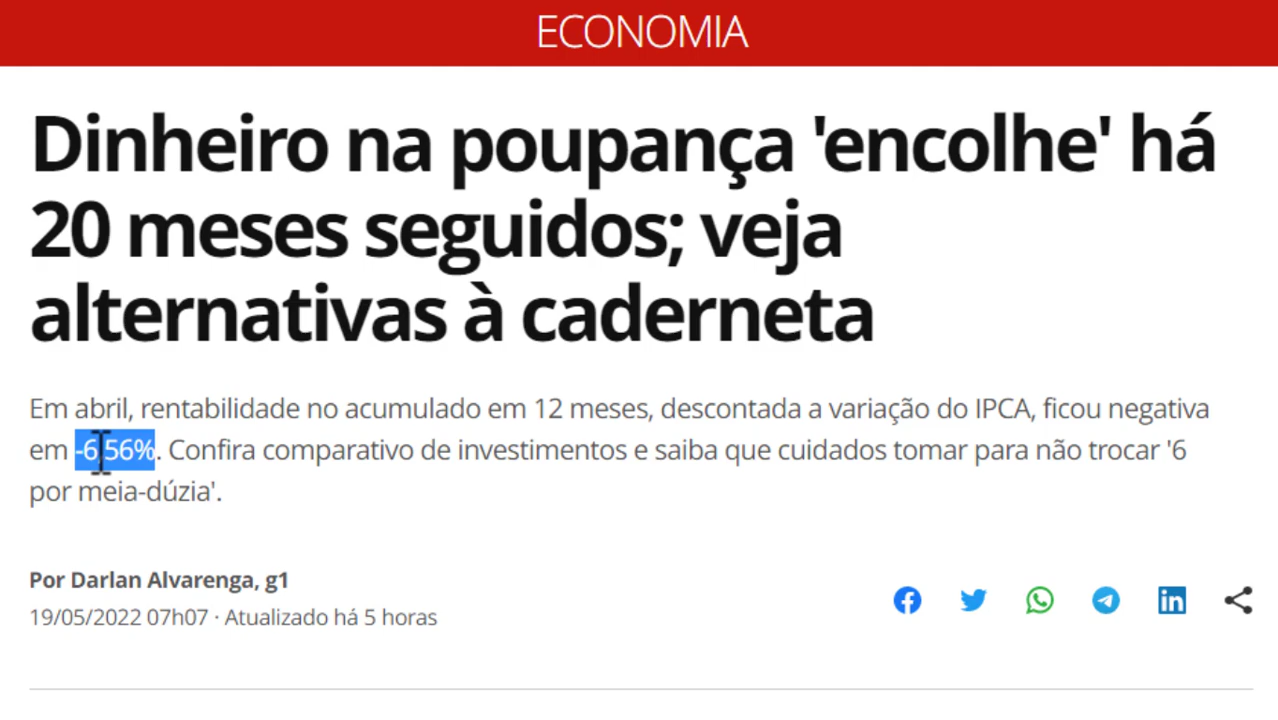 ECONOMIA
Dinheiro na poupança 'encolhe' há
20 meses seguidos; veja
alternativas à caderneta
Em abril, rentabilidade no acumulado em 12 meses, descontada a variação do IPCA, ficou negativa
em -6,56%. Confira comparativo de investimentos e saiba que cuidados tomar para não trocar '6
por meia-dúzia'.
Por Darlan Alvarenga, g1
19/05/2022 07h07 · Atualizado há 5 horas